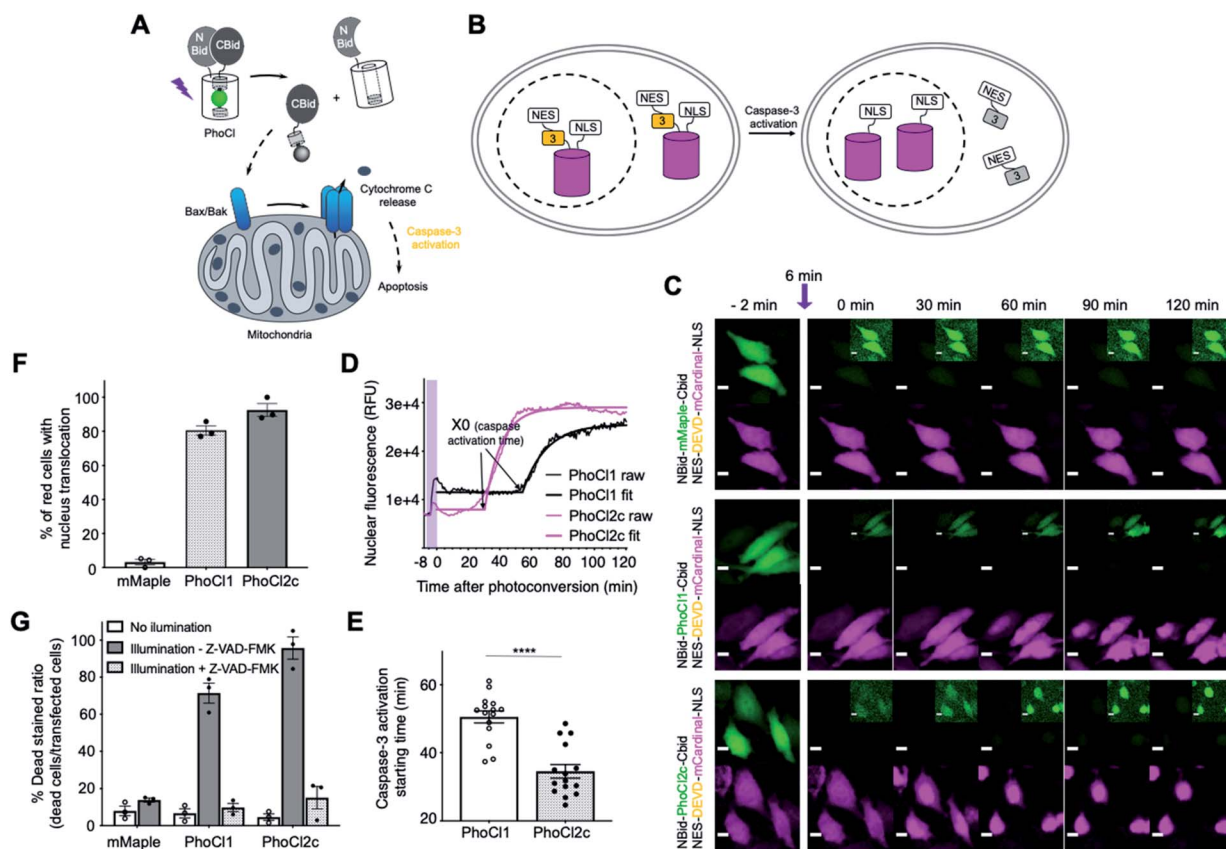 A
N
Bid
CBid
N
Bid
+
CBid
PhoCl
Bax/Bak
Cytochrome C
release
Caspase-3
activation
Apoptosis
Mitochondria
B
NES
3
NLS
NES
3
NLS
Caspase-3
activation
NLS
NLS
NES
3
NES
3
C
6 min
- 2 min
0 min
30 min
60 min
90 min
120 min
NBid-mMaple-Cbid
NES-DEVD-mCardinal-NLS
NBid-PhoCl1-Cbid
NES-DEVD-mCardinal-NLS
NBid-PhoCl2c-Cbid
NES-DEVD-mCardinal-NLS
F
% of red cells with
nucleus translocation
100
80
60
40
20
0
mMaple
PhoCl1
PhoCl2c
D
Nuclear fluorescence (RFU)
3e+4
2e+4
1e+4
X0 (caspase
activation time)
PhoCl1 raw
PhoCl1 fit
PhoCl2c raw
PhoCl2c fit
-8 0 20 40 60 80 100 120
Time after photoconversion (min)
G
% Dead stained ratio
(dead cells/transfected cells)
No ilumination
Illumination - Z-VAD-FMK
Illumination + Z-VAD-FMK
100
80
60
40
20
0
mMaple
PhoCl1
PhoCl2c
E
Caspase-3 activation
starting time (min)
****
60
40
20
PhoCl1
PhoCl2c